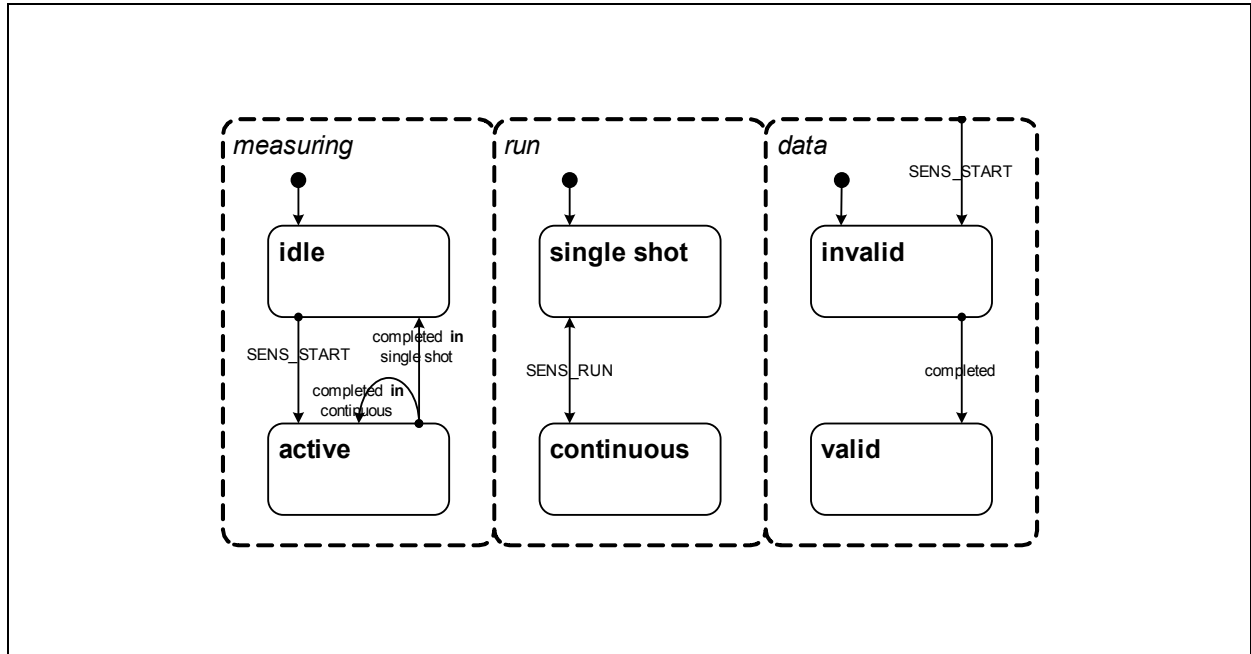 measuring
run
data
SENS_START
idle
single shot
invalid
completed in
single shot
SENS_START
SENS_RUN
completed
completed in
continuous
active
continuous
valid